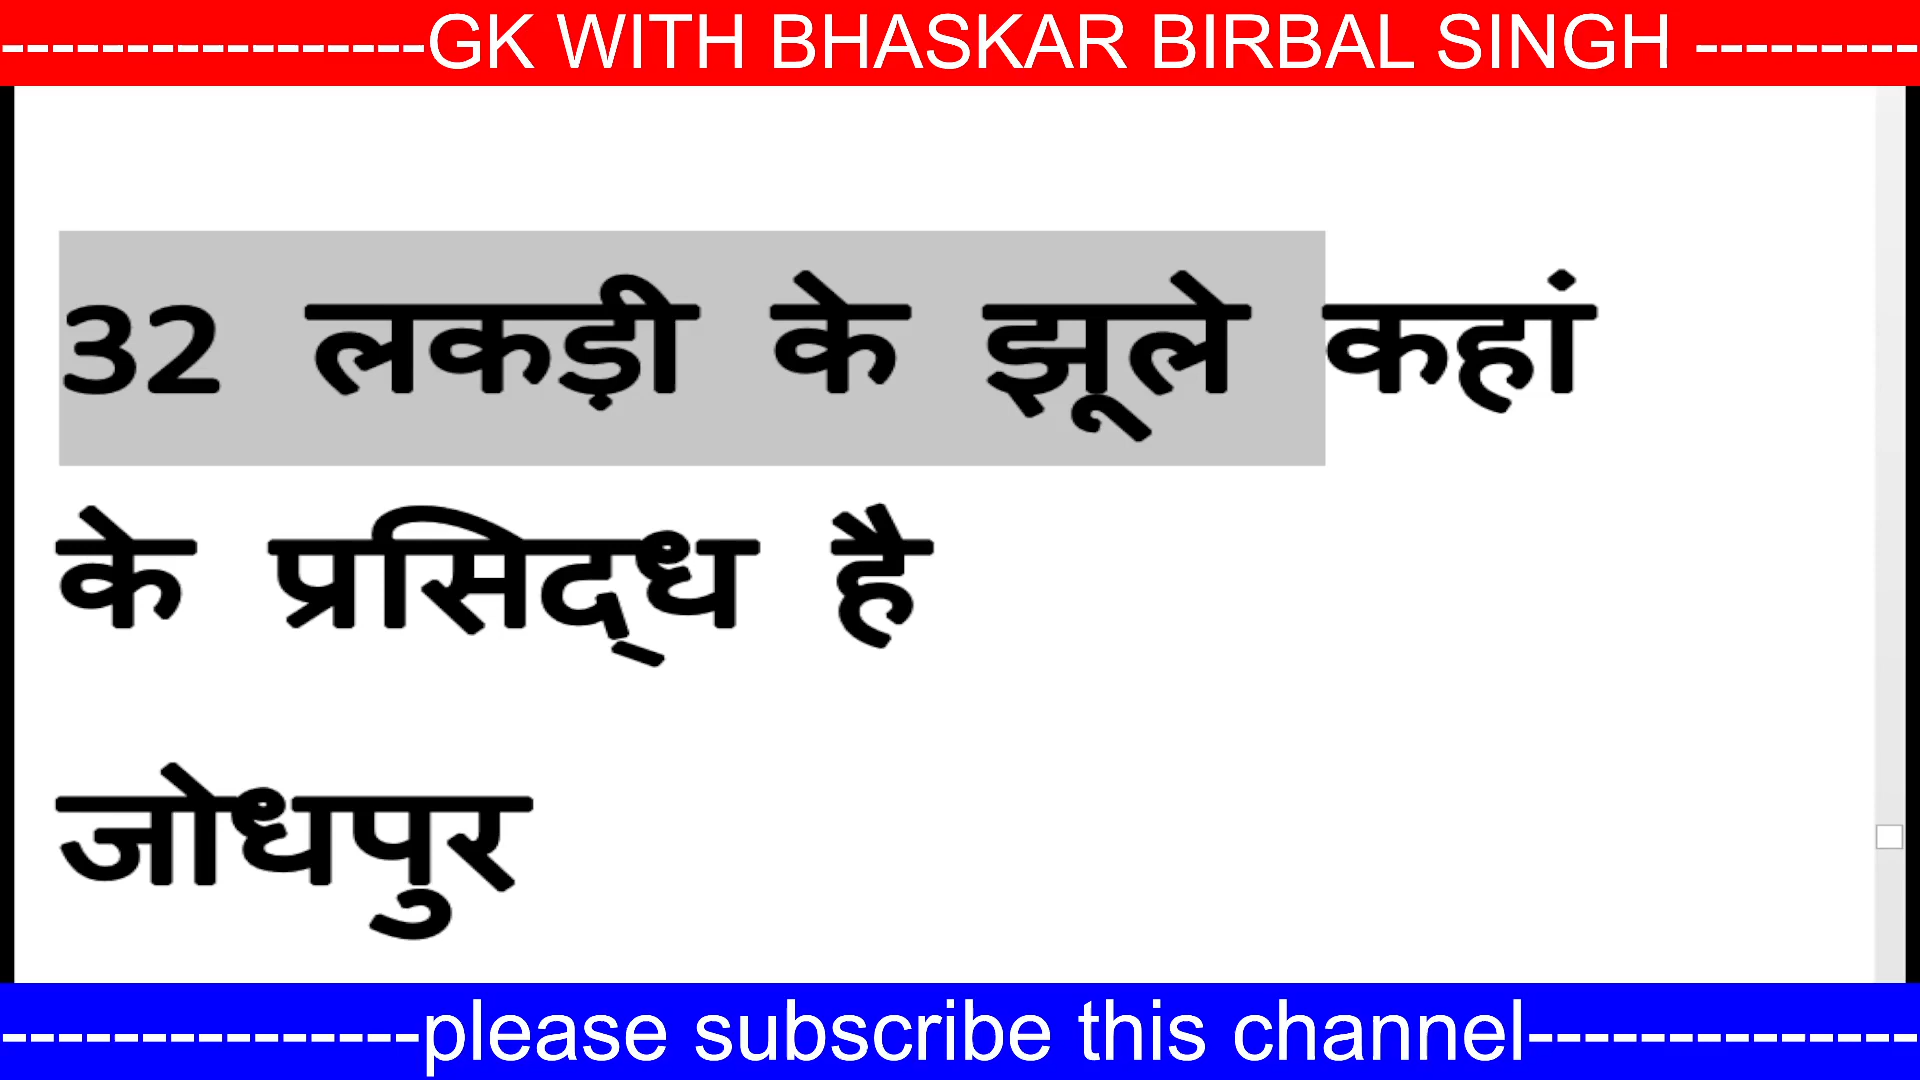 -----------------GK WITH BHASKAR BIRBAL SINGH ---------
32 लकड़ी के झूले कहां
के प्रसिद्ध है
जोधपुर
---------------please subscribe this channel--------------